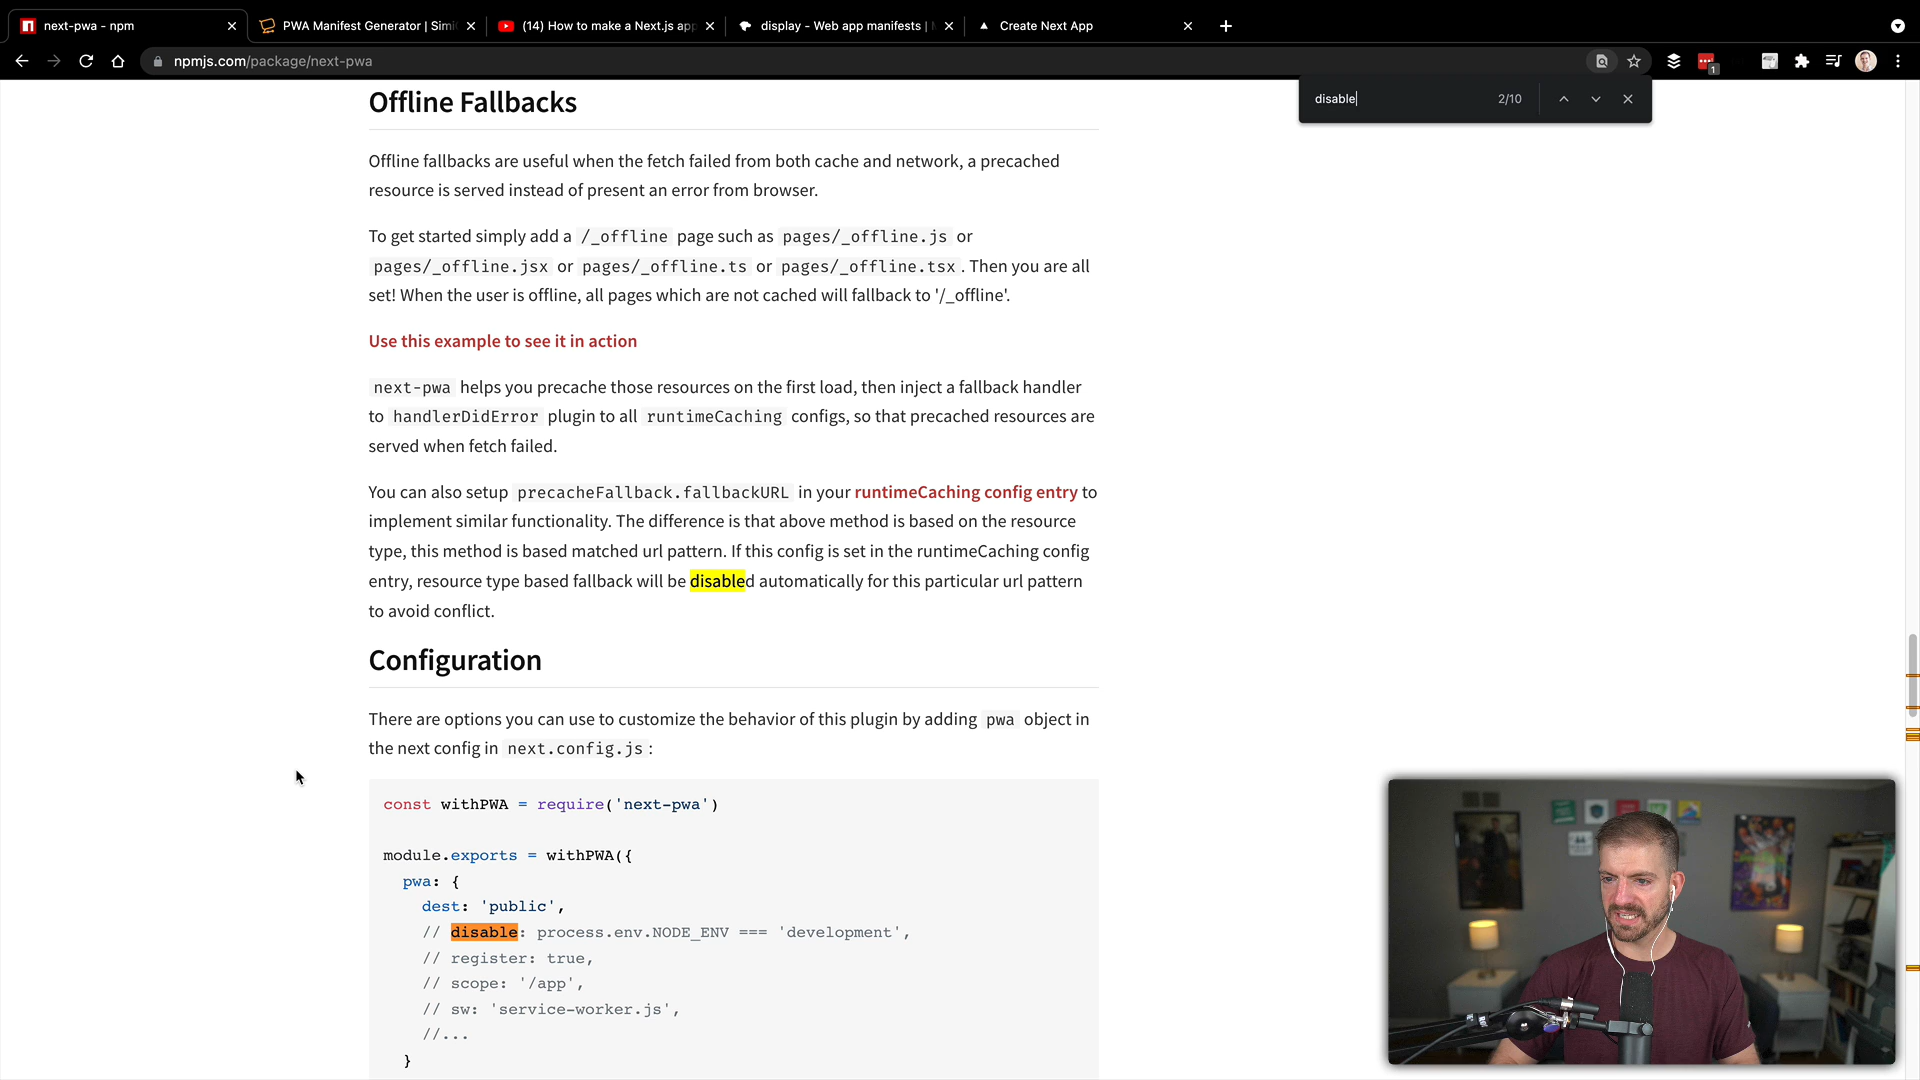 next-pwa - npm
PWA Manifest Generator | Simi
(14) How to make a Next.js app
display - Web app manifests |
Create Next App
npmjs.com/package/next-pwa
1
disable
2/10
Offline Fallbacks
Offline fallbacks are useful when the fetch failed from both cache and network, a precached
resource is served instead of present an error from browser.
To get started simply add a /_offline page such as pages/_offline.js or
pages/_offline.jsx or pages/_offline.ts or pages/_offline.tsx. Then you are all
set! When the user is offline, all pages which are not cached will fallback to '/_offline'.
Use this example to see it in action
next-pwa helps you precache those resources on the first load, then inject a fallback handler
to handlerDidError plugin to all runtimeCaching configs, so that precached resources are
served when fetch failed.
You can also setup precacheFallback.fallbackURL in your runtimeCaching config entry to
implement similar functionality. The difference is that above method is based on the resource
type, this method is based matched url pattern. If this config is set in the runtimeCaching config
entry, resource type based fallback will be disabled automatically for this particular url pattern
to avoid conflict.
Configuration
There are options you can use to customize the behavior of this plugin by adding pwa object in
the next config in next.config.js:
const withPWA = require('next-pwa')
module.exports = withPWA({
pwa: {
dest: 'public',
// disable: process.env.NODE_ENV === 'development',
// register: true,
// scope: '/app',
// sw: 'service-worker.js',
//...
}